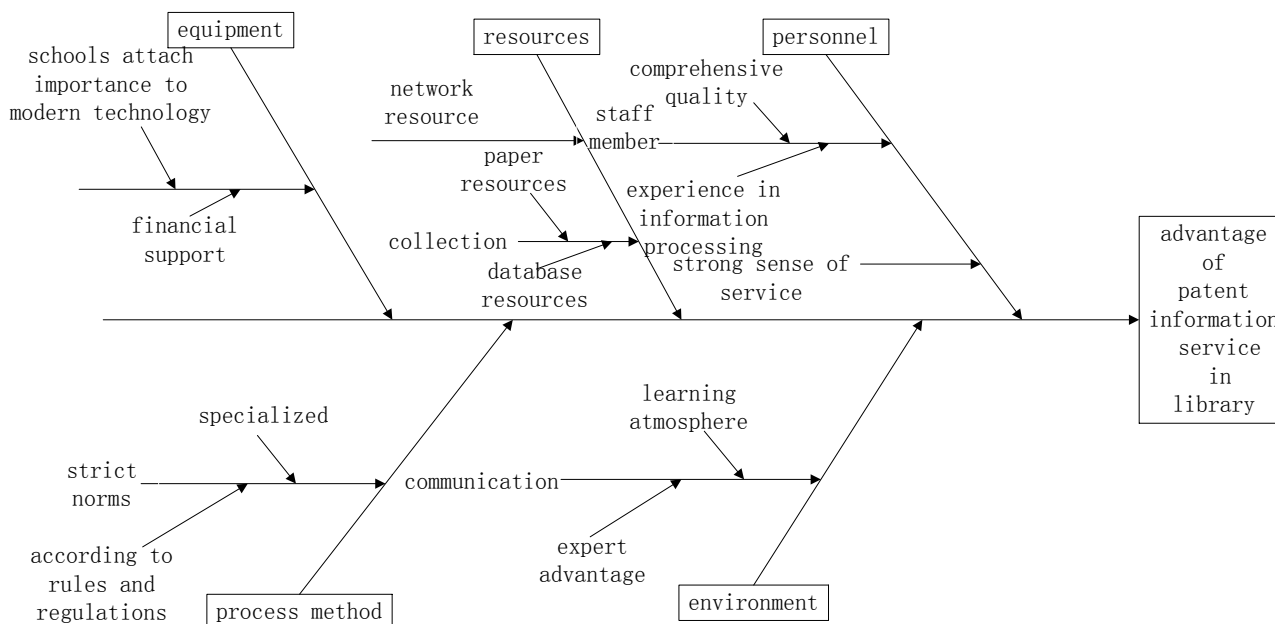 equipment
resources
personnel
schools attach
importance to
modern technology
financial
support
network
resource
paper
resources
collection
database
resources
comprehensive
quality
staff
member
experience in
information
processing
strong sense of
service
advantage
of
patent
information
service
in
library
specialized
strict
norms
according to
rules and
regulations
process method
learning
atmosphere
communication
expert
advantage
environment